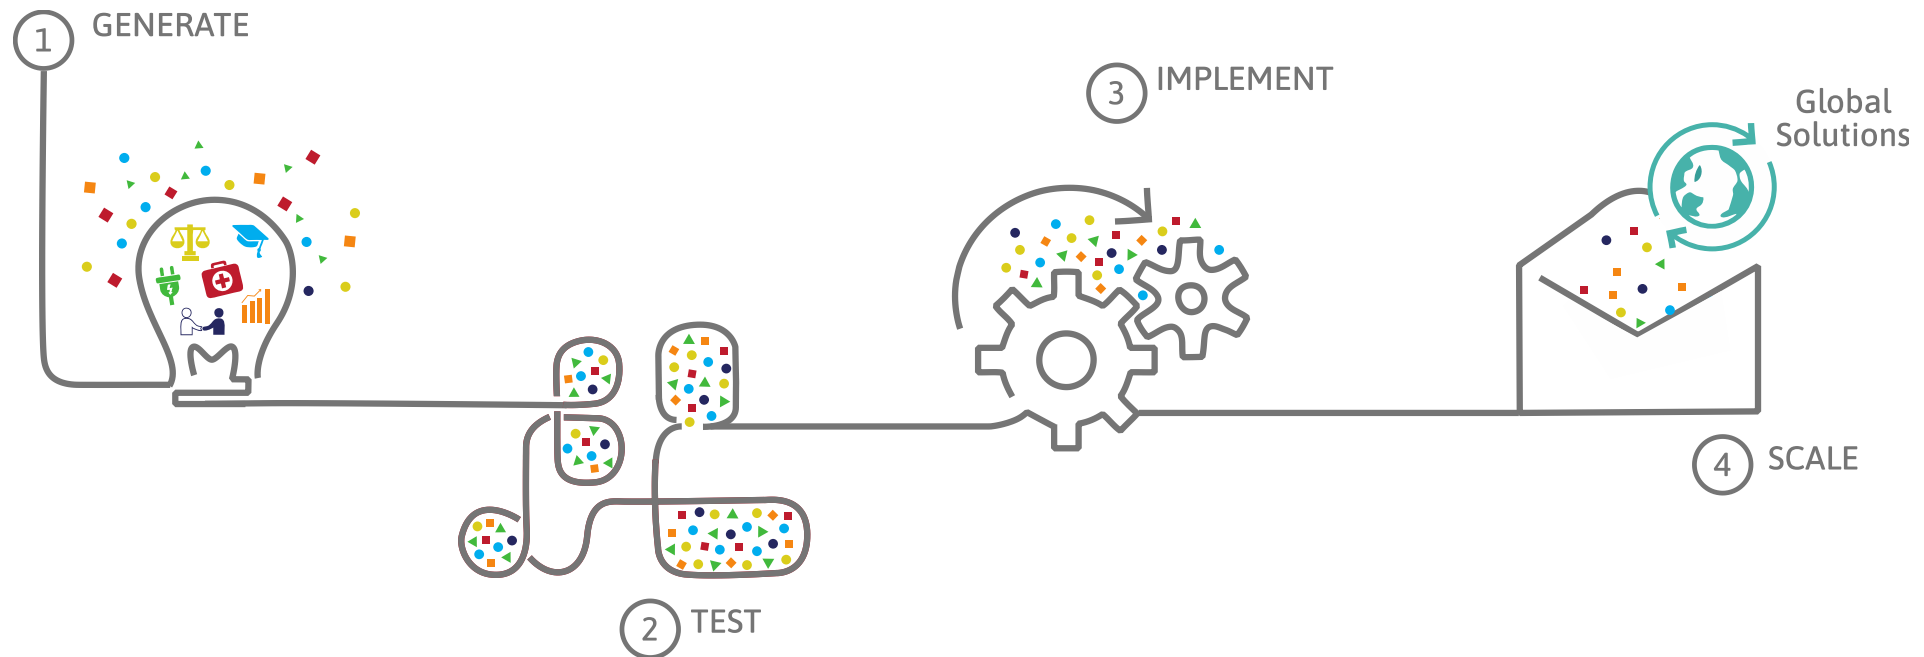 1 GENERATE
3 IMPLEMENT
Global
Solutions
4 SCALE
2 TEST